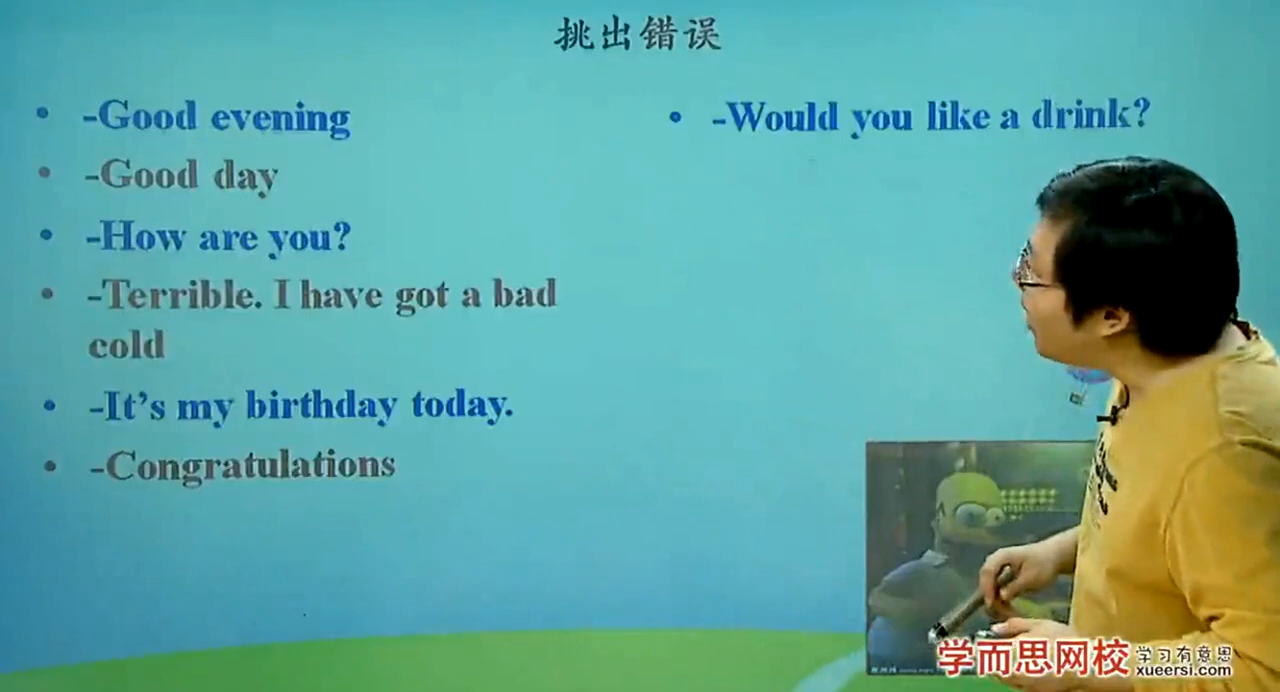 挑出错误
-Good evening
-Good day
-How are you?
-Terrible. I have got a bad
cold
-It's my birthday today.
-Congratulations
-Would you like a drink?
学而思网校
学习有意思
xueersi.com